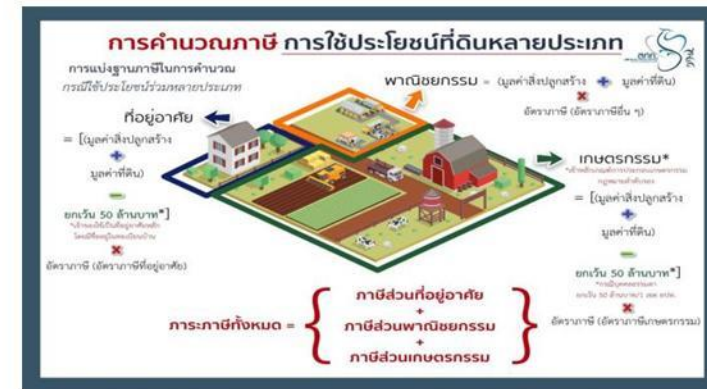 การคำนวณภาษี การใช้ประโยชน์ที่ดินหลายประเภท
การแบ่งฐานภาษีในการคำนวณ
กรณีใช้ประโยชน์ร่วมหลายประเภท
ที่อยู่อาศัย
= [(มูลค่าสิ่งปลูกสร้าง
+
มูลค่าที่ดิน)
-
ยกเว้น 50 ล้านบาท*]
×
อัตราภาษี (อัตราภาษีที่อยู่อาศัย)
พาณิชยกรรม = (มูลค่าสิ่งปลูกสร้าง + มูลค่าที่ดิน)
×
อัตราภาษี (อัตราภาษีอื่น ๆ)
เกษตรกรรม*
= [(มูลค่าสิ่งปลูกสร้าง
+
มูลค่าที่ดิน)
-
ยกเว้น 50 ล้านบาท*]
×
อัตราภาษี (อัตราภาษีเกษตรกรรม)
ภาระภาษีทั้งหมด =
ภาษีส่วนที่อยู่อาศัย
+
ภาษีส่วนพาณิชยกรรม
+
ภาษีส่วนเกษตรกรรม